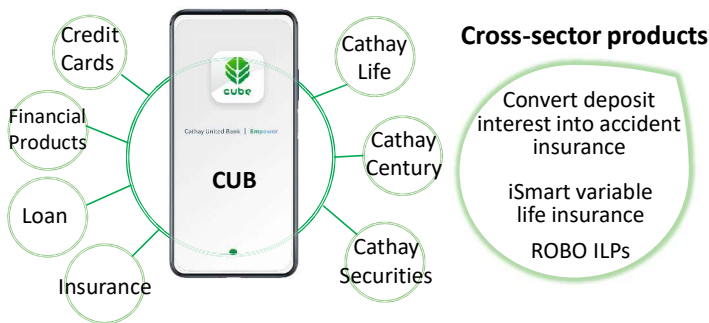 Credit
Cards
Financial
Products
Loan
Insurance
cube
Cathay United Bank | Empower
CUB
Cathay
Life
Cathay
Century
Cathay
Securities
Cross-sector products
Convert deposit
interest into accident
insurance
iSmart variable
life insurance
ROBO ILPs